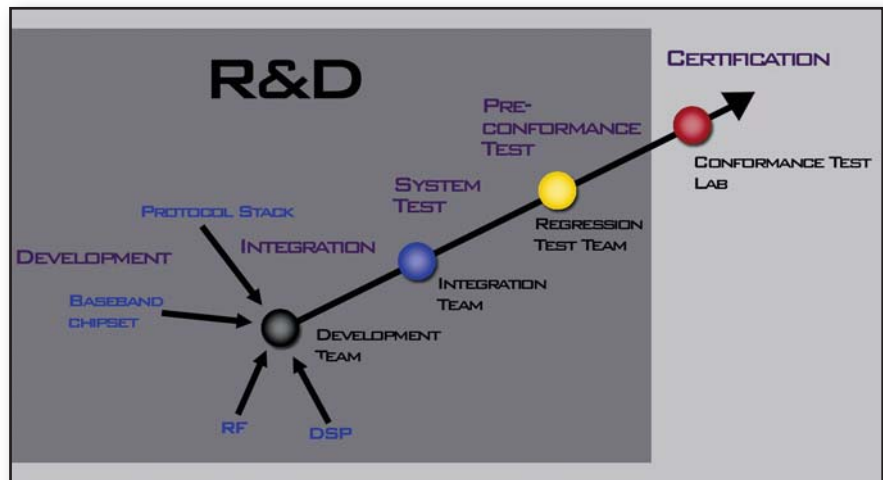 R&D
CERTIFICATION
PRE-
CONFORMANCE
TEST
CONFORMANCE TEST
LAB
SYSTEM
TEST
PROTOCOL STACK
REGRESSION
TEST TEAM
DEVELOPMENT
INTEGRATION
INTEGRATION
TEAM
BASEBAND
CHIPSET
DEVELOPMENT
TEAM
RF
DSP